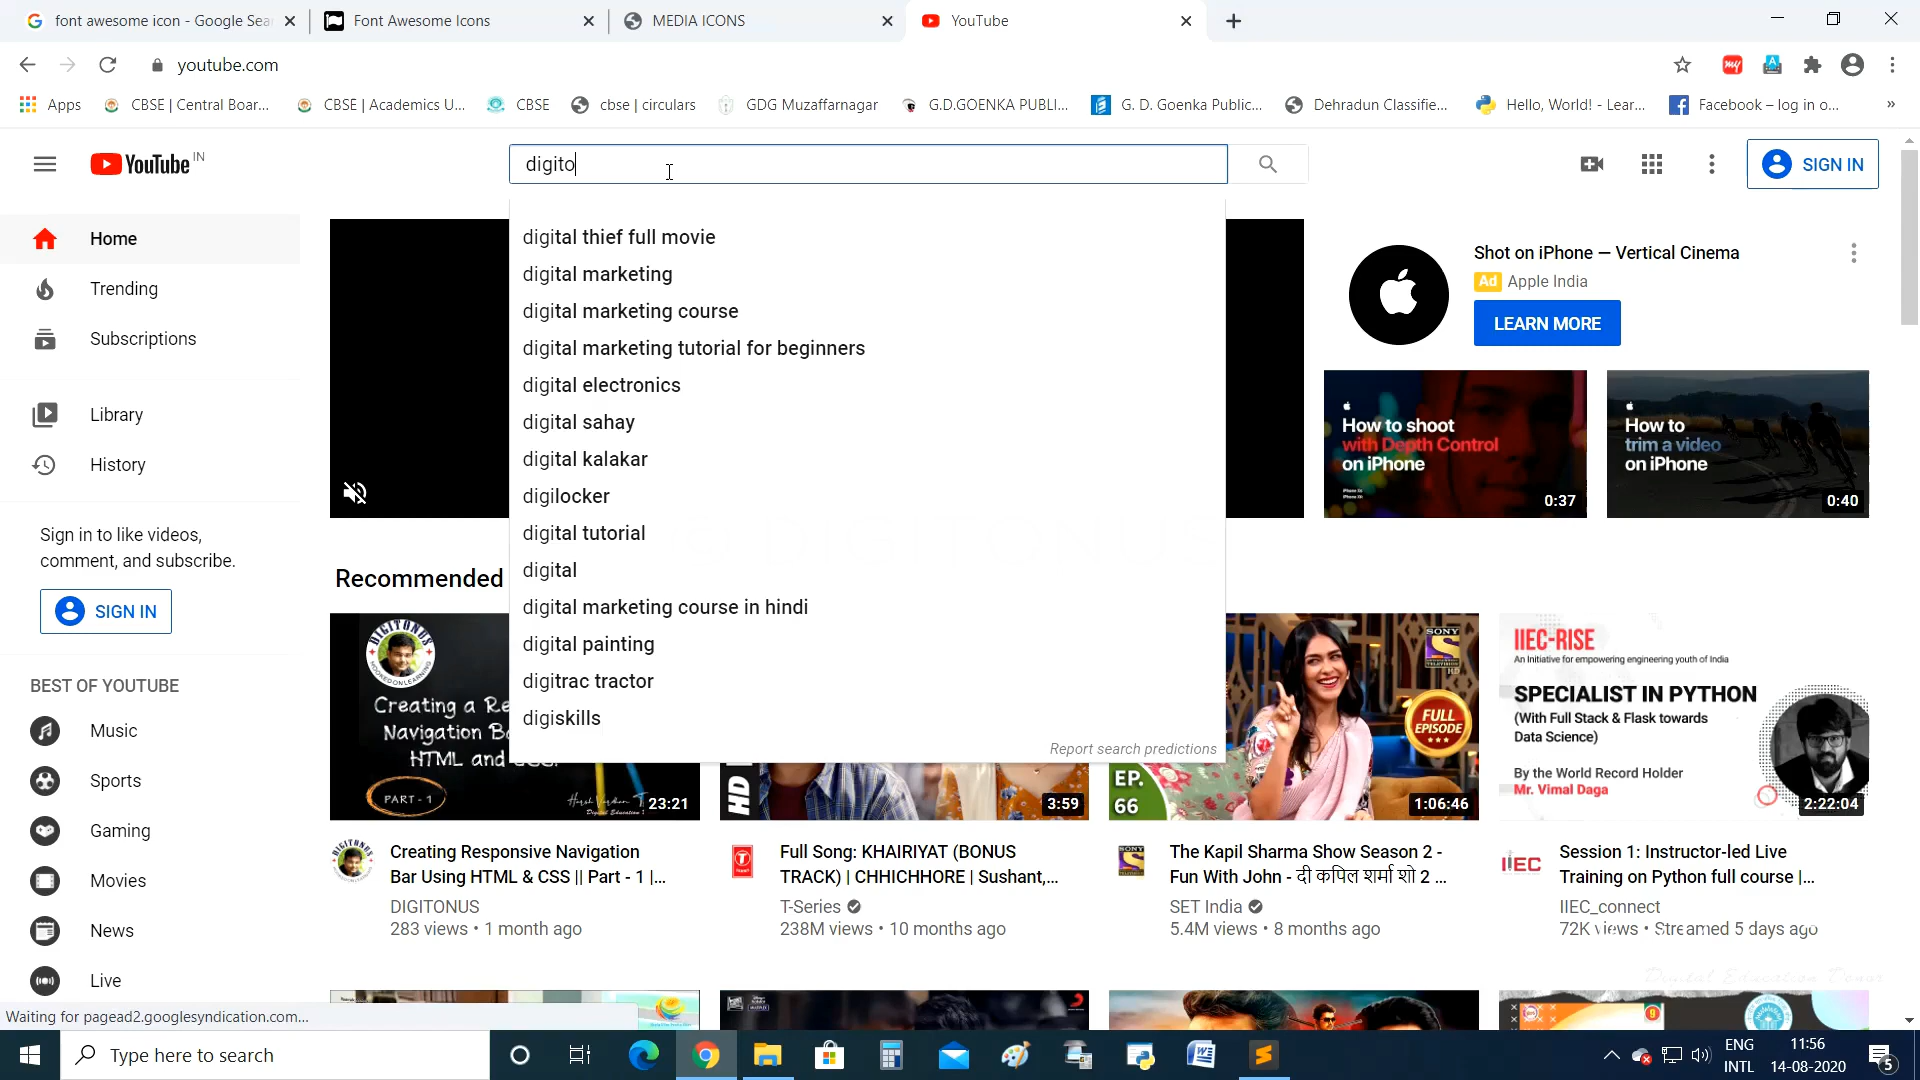 font awesome icon - Google Sea
Font Awesome Icons
MEDIA ICONS
YouTube
youtube.com
Apps
CBSE | Central Boar...
CBSE | Academics U...
CBSE
cbse | circulars
GDG Muzaffarnagar
G.D.GOENKA PUBLI...
G. D. Goenka Public...
Dehradun Classifie...
Hello, World! - Lear...
Facebook – log in o...
YouTube IN
digito
SIGN IN
Home
Trending
Subscriptions
Library
History
Sign in to like videos,
comment, and subscribe.
SIGN IN
BEST OF YOUTUBE
Music
Sports
Gaming
Movies
News
Live
digital thief full movie
digital marketing
digital marketing course
digital marketing tutorial for beginners
digital electronics
digital sahay
digital kalakar
digilocker
digital tutorial
digital
digital marketing course in hindi
digital painting
digitrac tractor
digiskills
Report search predictions
Shot on iPhone — Vertical Cinema
Ad Apple India
LEARN MORE
How to shoot
with Depth Control
on iPhone
0:37
How to
trim a video
on iPhone
0:40
Recommended
DIGITONUS
Creating a Re
Navigation B
HTML and
PART - 1
23:21
HD
3:59
SONY
FULL
EPISODE
EP.
66
1:06:46
IIEC-RISE
An Initiative for empowering engineering youth of India
SPECIALIST IN PYTHON
(With Full Stack & Flask towards
Data Science)
By the World Record Holder
Mr. Vimal Daga
2:22:04
Creating Responsive Navigation
Bar Using HTML & CSS || Part - 1 |...
DIGITONUS
283 views • 1 month ago
Full Song: KHAIRIYAT (BONUS
TRACK) | CHHICHHORE | Sushant,...
T-Series
238M views • 10 months ago
The Kapil Sharma Show Season 2 -
Fun With John - दी कपिल शर्मा शो 2 ...
SET India
5.4M views • 8 months ago
Session 1: Instructor-led Live
Training on Python full course |...
IIEC_connect
72K views • Streamed 5 days ago
Waiting for pagead2.googlesyndication.com...
Type here to search
ENG
INTL
11:56
14-08-2020
5